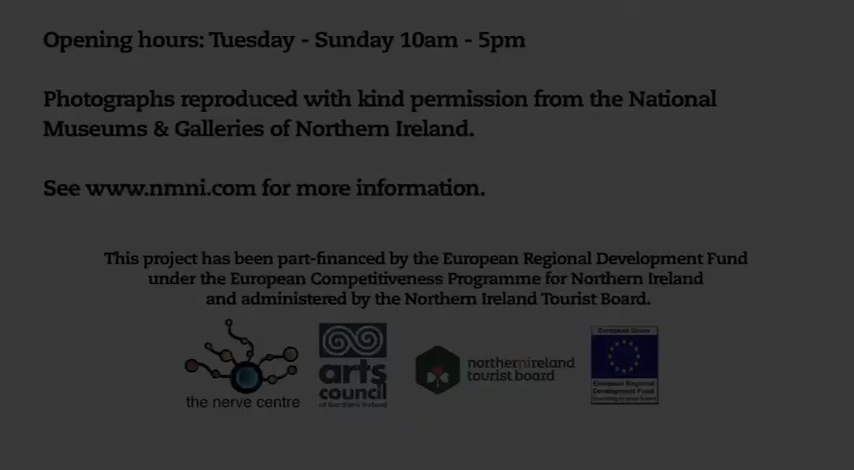 Opening hours: Tuesday - Sunday 10am - 5pm
Photographs reproduced with kind permission from the National
Museums & Galleries of Northern Ireland.
See www.nmni.com for more information.
This project has been part-financed by the European Regional Development Fund
under the European Competitiveness Programme for Northern Ireland
and administered by the Northern Ireland Tourist Board.
the nerve centre
arts
council
of Northern Ireland
northernireland
tourist board
European Union
European Regional
Development Fund